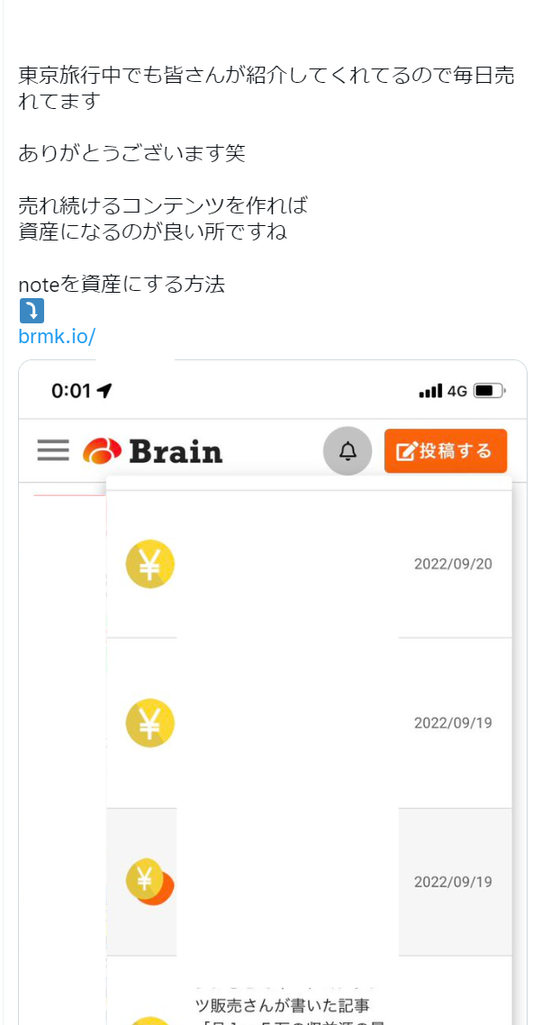 東京旅行中でも皆さんが紹介してくれてるので毎日売
れてます
ありがとうございます笑
売れ続けるコンテンツを作れば
資産になるのが良い所ですね
noteを資産にする方法
⤵
brmk.io/
0:01
4G
Brain
投稿する
¥
2022/09/20
¥
2022/09/19
¥
2022/09/19
ツ販売さんが書いた記事